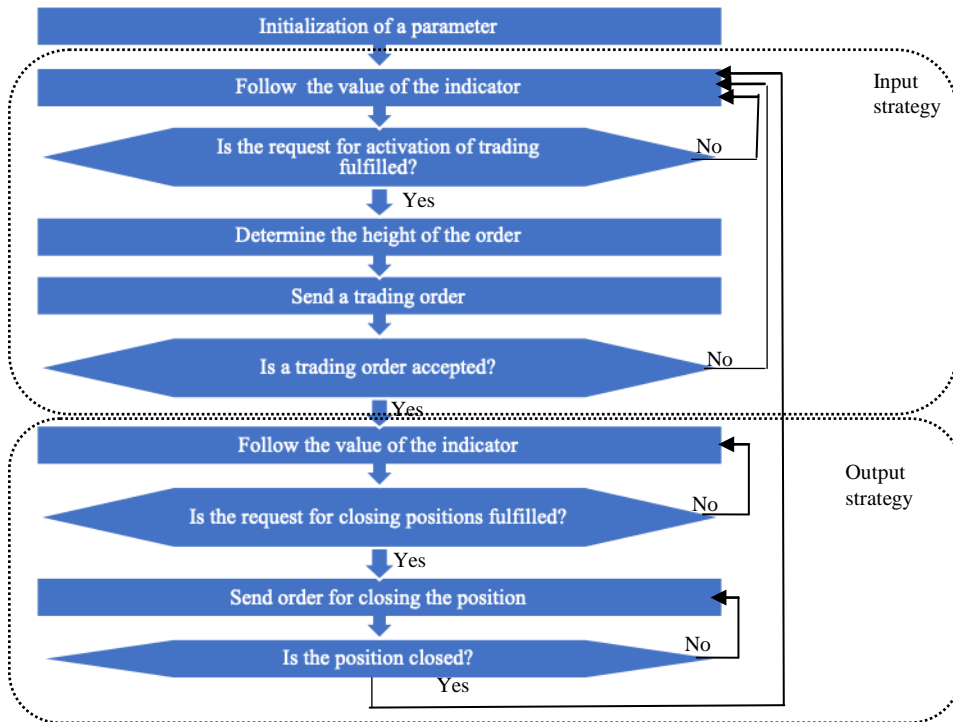 Initialization of a parameter
Follow the value of the indicator
Input
strategy
Is the request for activation of trading
fulfilled?
No
Yes
Determine the height of the order
Send a trading order
Is a trading order accepted?
No
Yes
Follow the value of the indicator
Output
strategy
Is the request for closing positions fulfilled?
No
Yes
Send order for closing the position
Is the position closed?
No
Yes